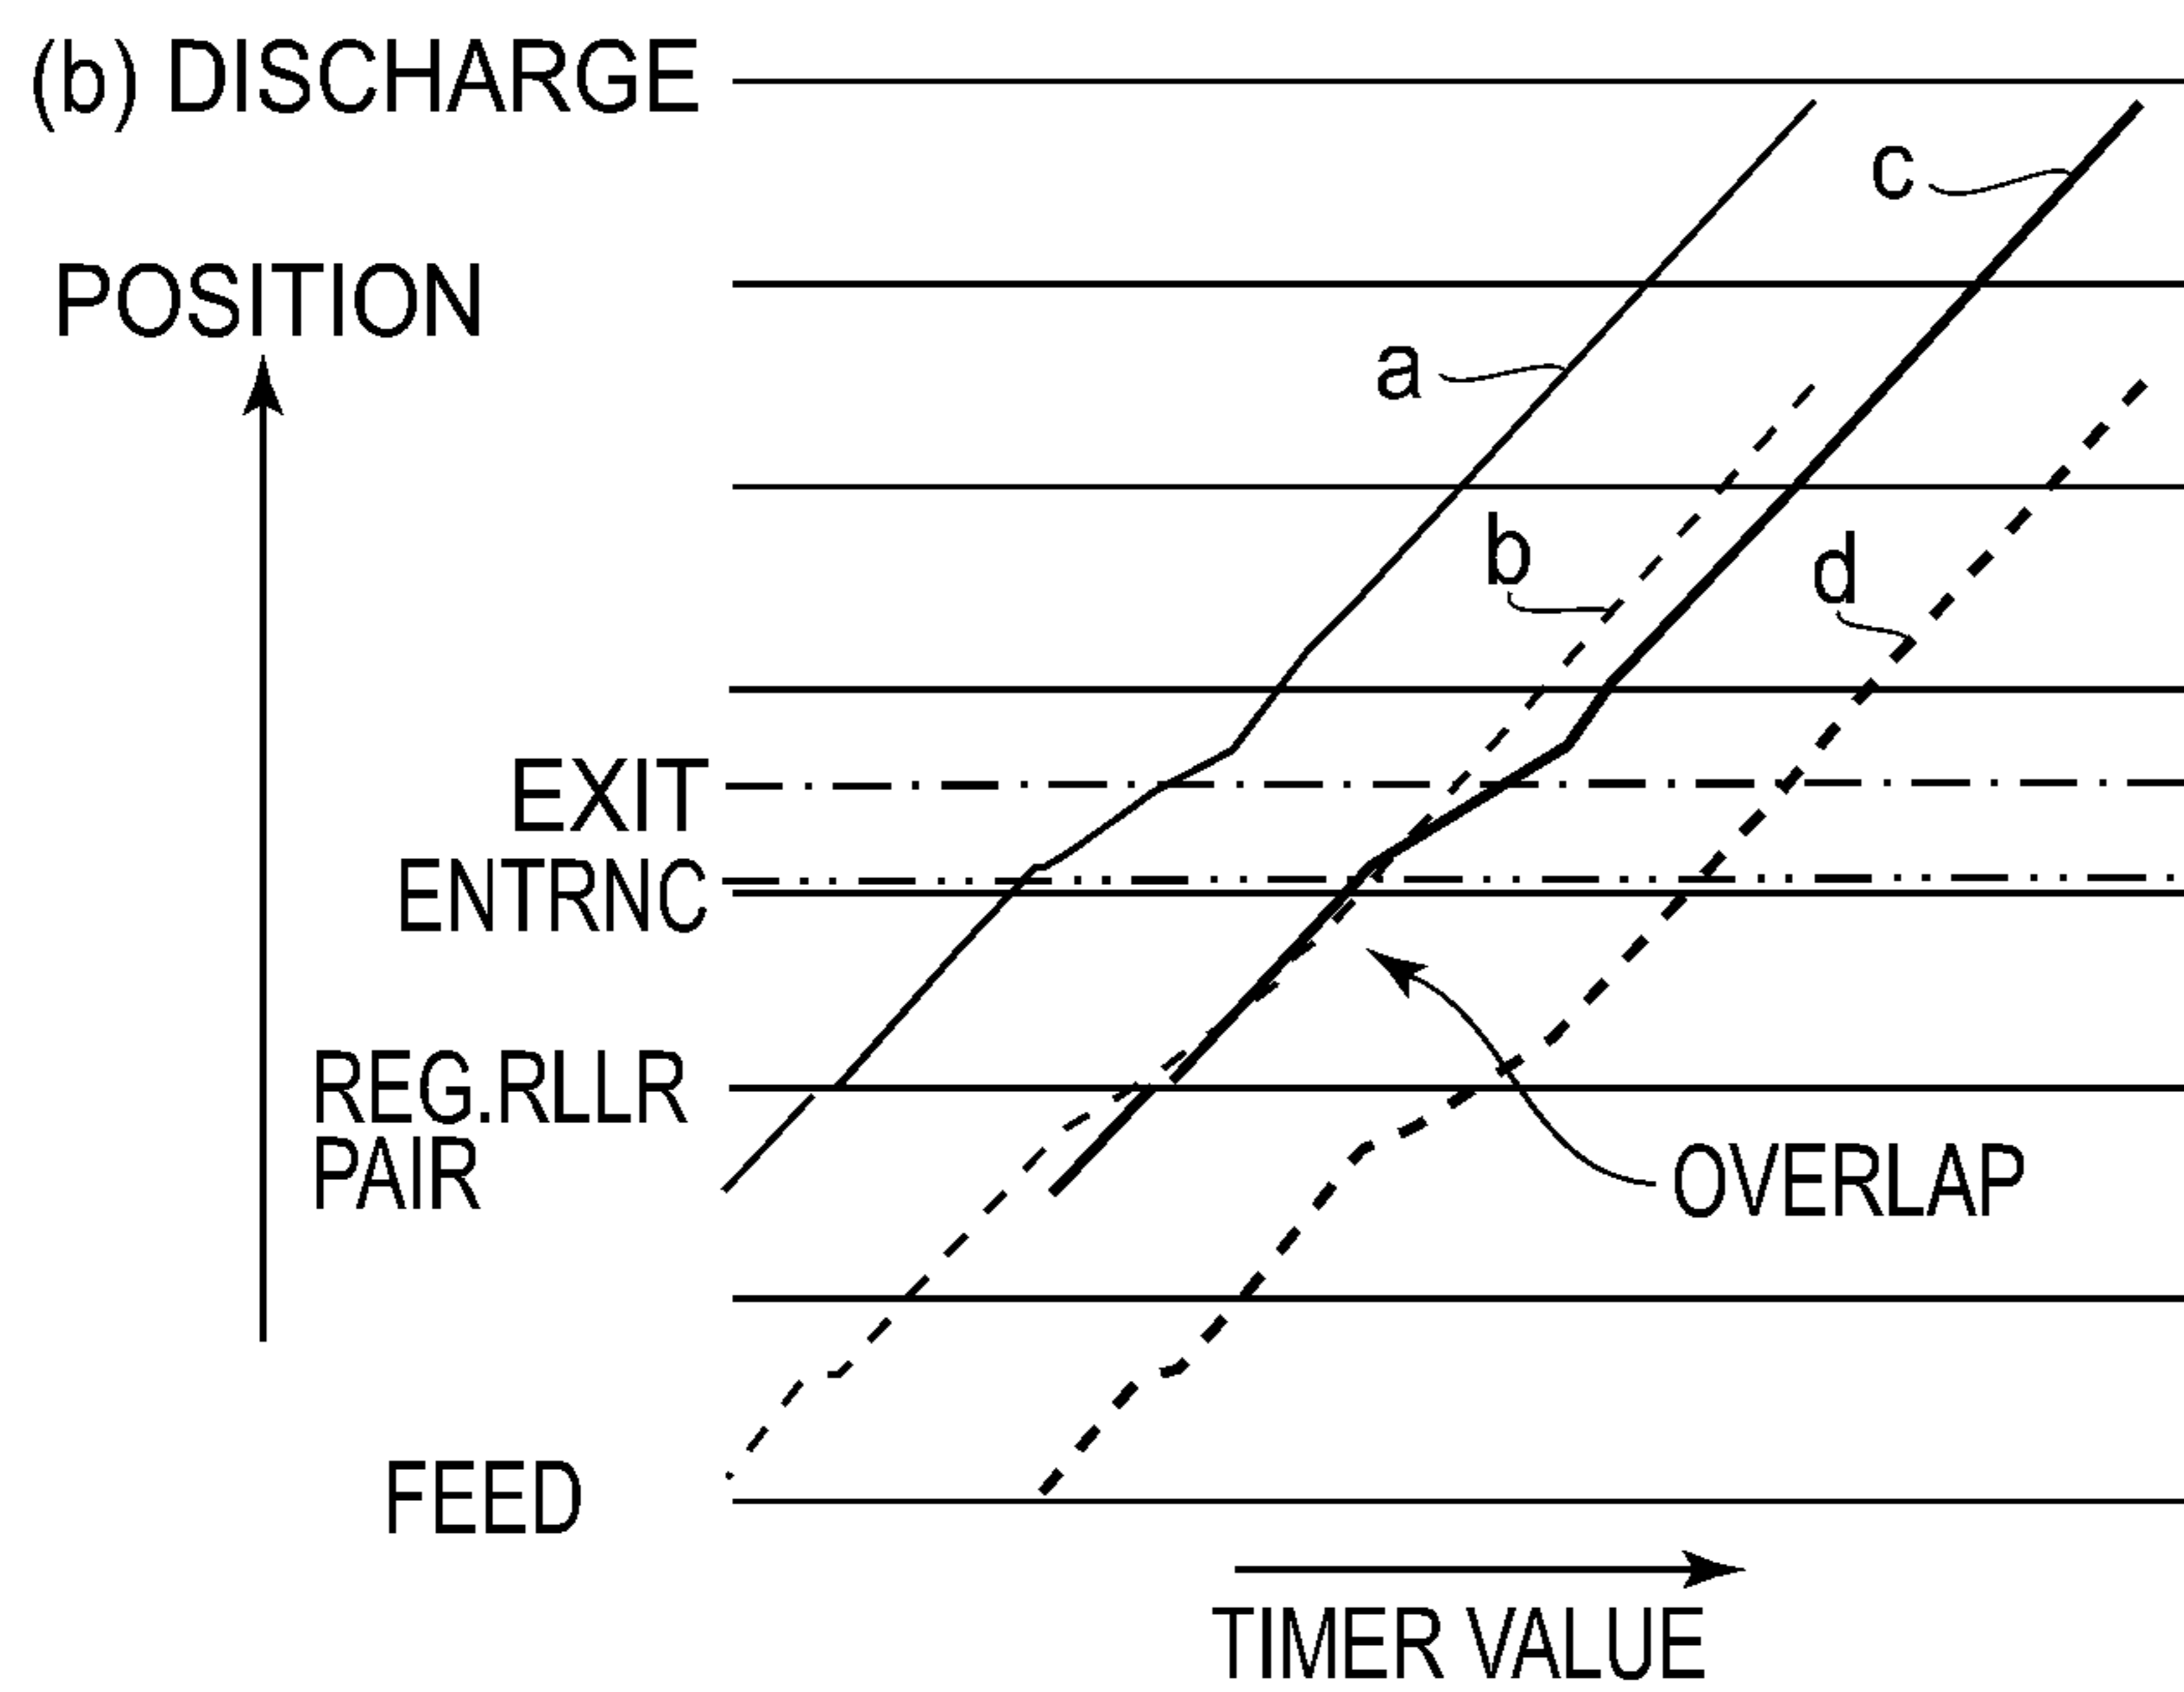 (b) DISCHARGE
c
POSITION
a
b
d
EXIT
ENTRNC
REG.RLLR
PAIR
OVERLAP
FEED
TIMER VALUE